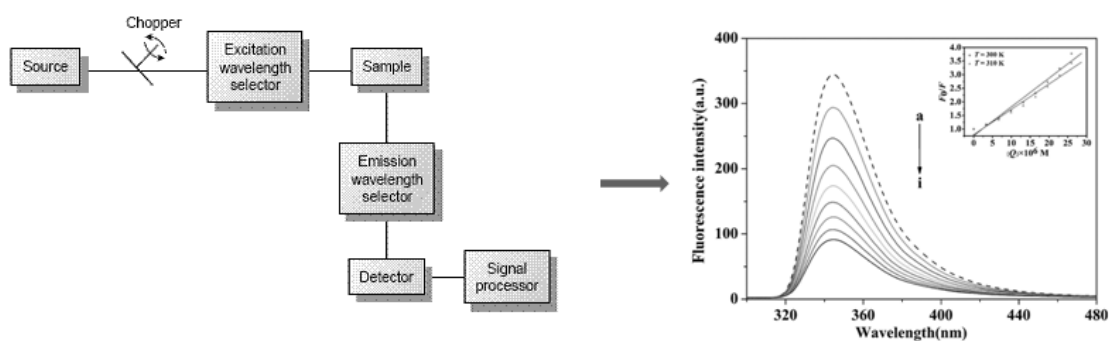 Chopper
Source
Excitation
wavelength
selector
Sample
Emission
wavelength
selector
Detector
Signal
processor
Fluorescence intensity(a.u.)
400
300
200
100
0
320
360
400
440
480
Wavelength(nm)
a
i
F0/F
4.0
3.5
3.0
2.5
2.0
1.5
1.0
T = 300 K
T = 310 K
0
5
10
15
20
25
30
[Q]×10⁶ M